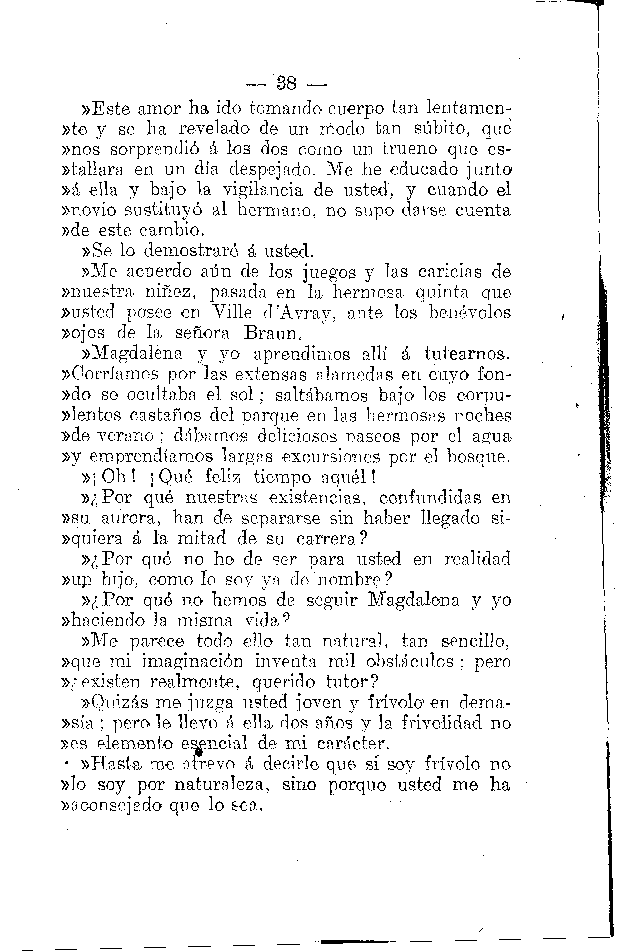 — 38 —
»Este amor ha ido tomando cuerpo tan lentamen-
»te y se ha revelado de un modo tan súbito, que
»nos sorprendió á los dos como un trueno que es-
»tallara en un día despejado. Me he educado junto
»á ella y bajo la vigilancia de usted, y cuando el
»novio sustituyó al hermano, no supo darse cuenta
»de este cambio.
»Se lo demostraré á usted.
»Me acuerdo aún de los juegos y las caricias de
»nuestra niñez, pasada en la hermosa quinta que
»usted posee en Ville d'Avray, ante los benévolos
»ojos de la señora Braun.
»Magdalena y yo aprendimos allí á tutearnos.
»Corríamos por las extensas alamedas en cuyo fon-
»do se ocultaba el sol; saltábamos bajo los corpu-
»lentos castaños del parque en las hermosas noches
»de verano; dábamos deliciosos paseos por el agua
»y emprendíamos largas excursiones por el bosque.
»¡Oh! ¡Qué feliz tiempo aquél!
»¿Por qué nuestras existencias, confundidas en
»su aurora, han de separarse sin haber llegado si-
»quiera á la mitad de su carrera?
»¿Por qué no he de ser para usted en realidad
»un hijo, como lo soy ya de nombre?
»¿Por qué no hemos de seguir Magdalena y yo
»haciendo la misma vida?
»Me parece todo ello tan natural, tan sencillo,
»que mi imaginación inventa mil obstáculos; pero
»¿existen realmente, querido tutor?
»Quizás me juzga usted joven y frívolo en dema-
»sía; pero le llevo á ella dos años y la frivolidad no
»es elemento esencial de mi carácter.
»Hasta me atrevo á decirle que si soy frívolo no
»lo soy por naturaleza, sino porque usted me ha
»aconsejado que lo sea.